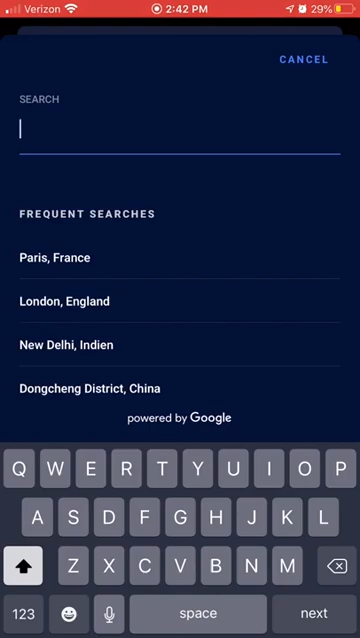 Verizon 2:42 PM 29%
CANCEL
SEARCH
FREQUENT SEARCHES
Paris, France
London, England
New Delhi, Indien
Dongcheng District, China
powered by Google
Q W E R T Y U I O P
A S D F G H J K L
Z X C V B N M
123 space next